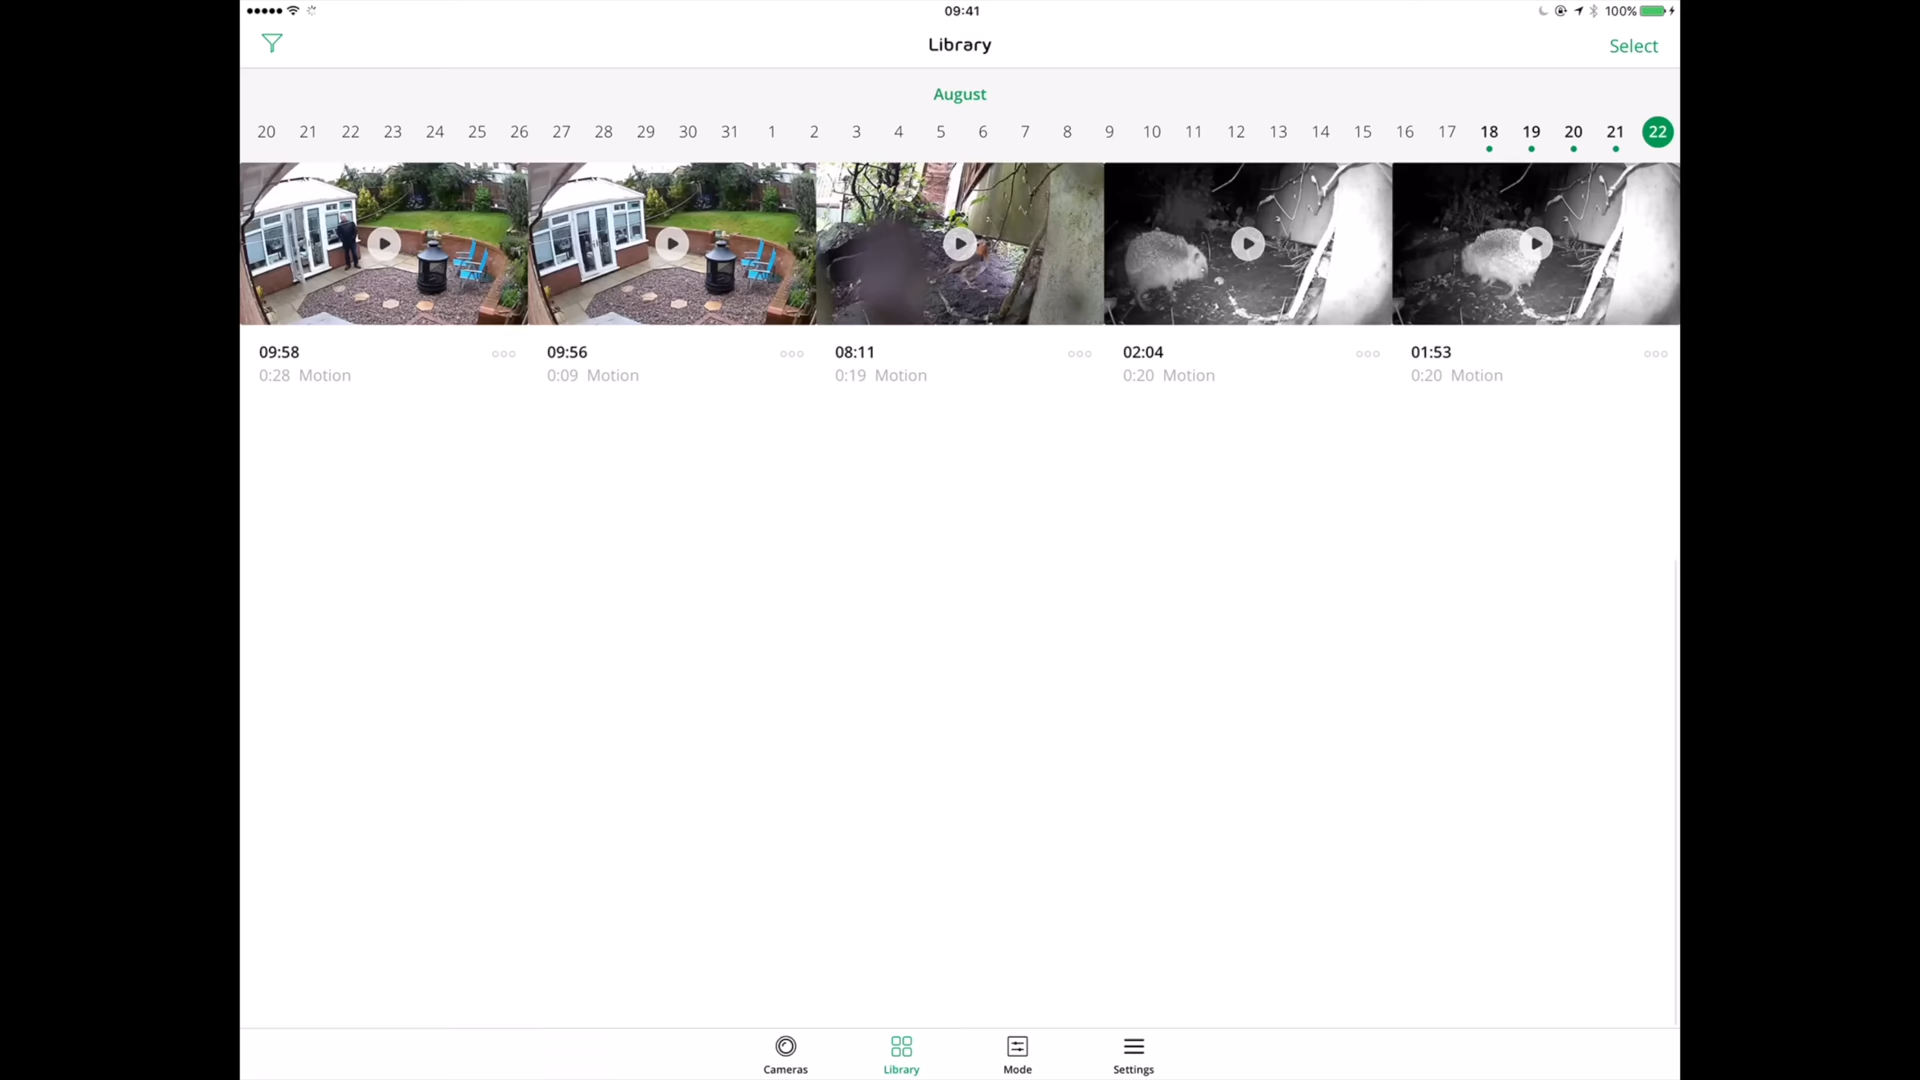 09:41
100%
Library
Select
August
20 21 22 23 24 25 26 27 28 29 30 31 1 2 3 4 5 6 7 8 9 10 11 12 13 14 15 16 17 18 19 20 21 22
09:58
0:28 Motion
09:56
0:09 Motion
08:11
0:19 Motion
02:04
0:20 Motion
01:53
0:20 Motion
Cameras
Library
Mode
Settings